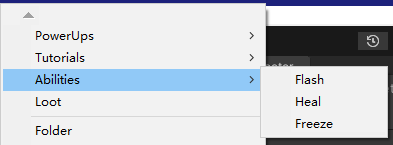 PowerUps
Tutorials
Abilities
Loot
Folder
Flash
Heal
Freeze